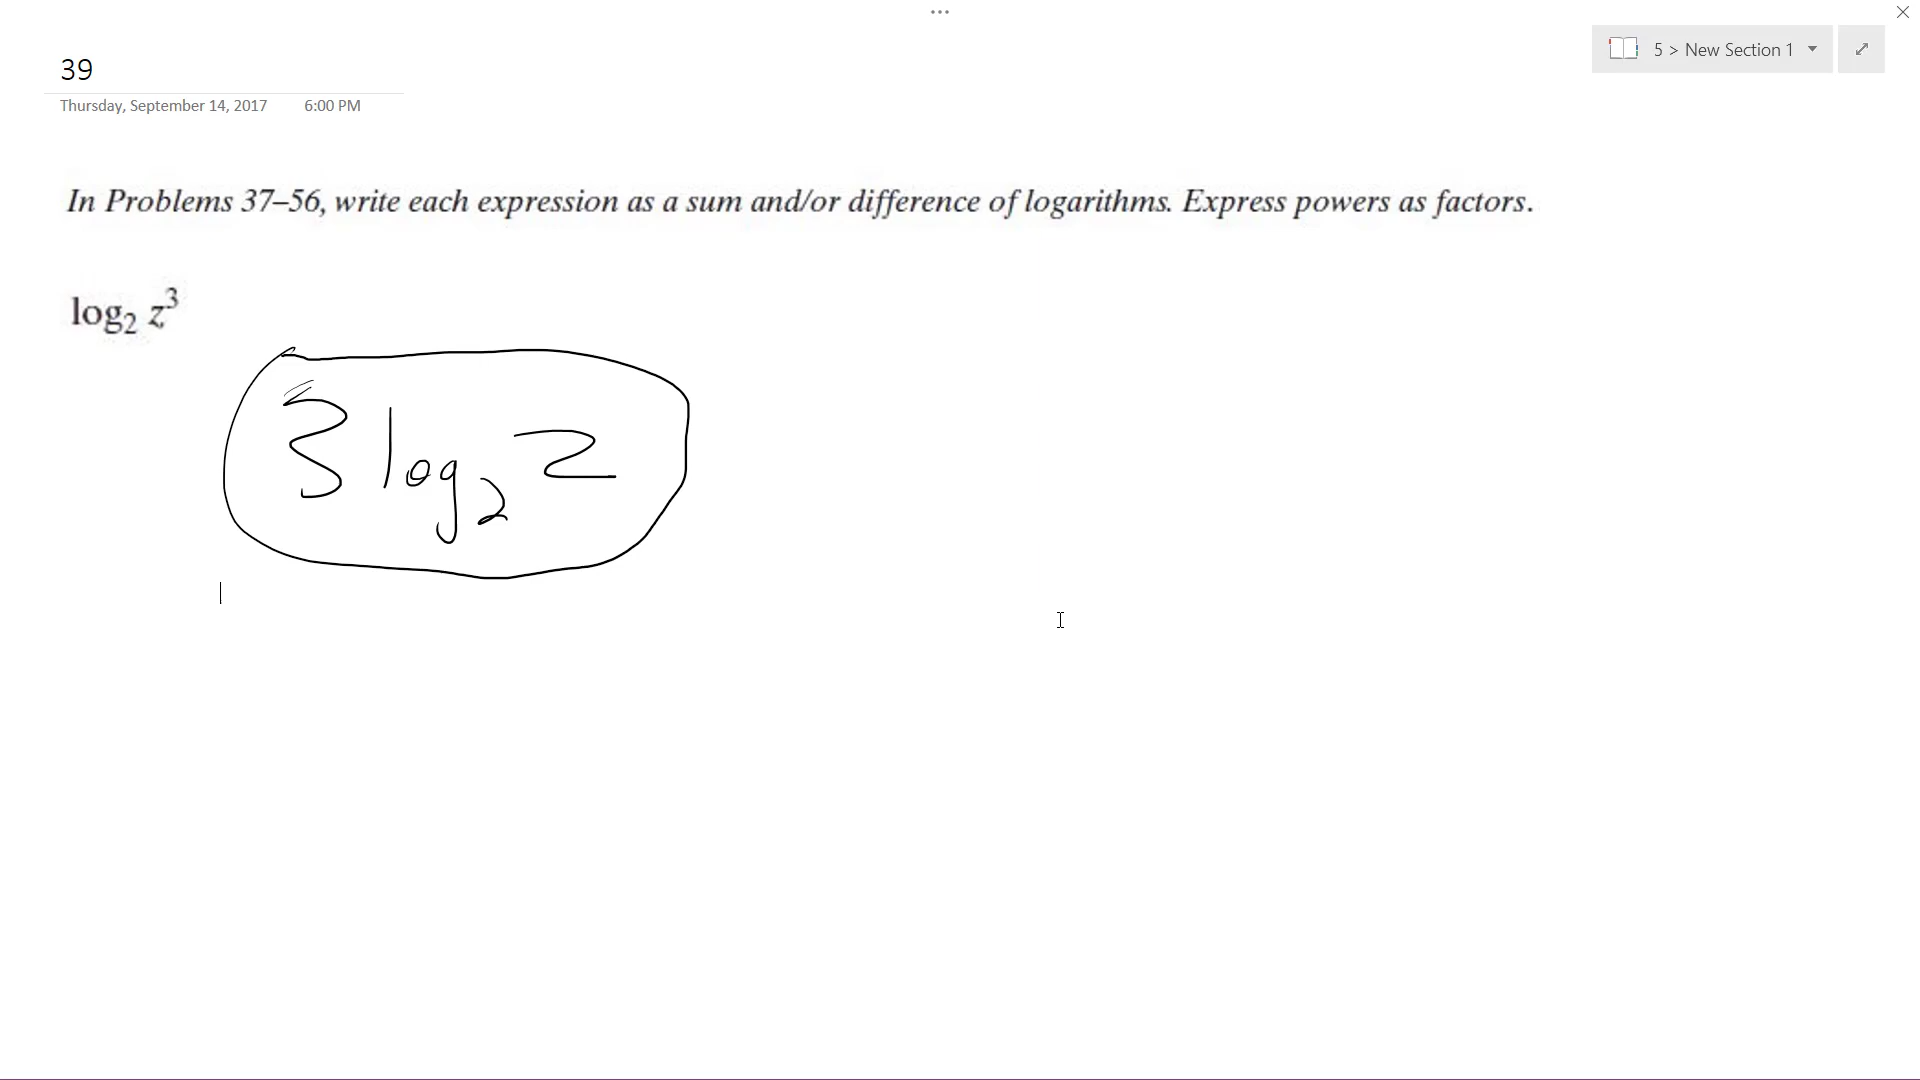 5 > New Section 1
39
Thursday, September 14, 2017 6:00 PM
In Problems 37–56, write each expression as a sum and/or difference of logarithms. Express powers as factors.
log₂ z³
3 log₂ z